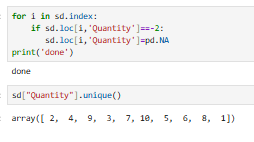 for i in sd.index:
    if sd.loc[i,'Quantity']==-2:
        sd.loc[i,'Quantity']=pd.NA
print('done')
done
sd["Quantity"].unique()
array([ 2,  4,  9,  3,  7, 10,  5,  6,  8,  1])